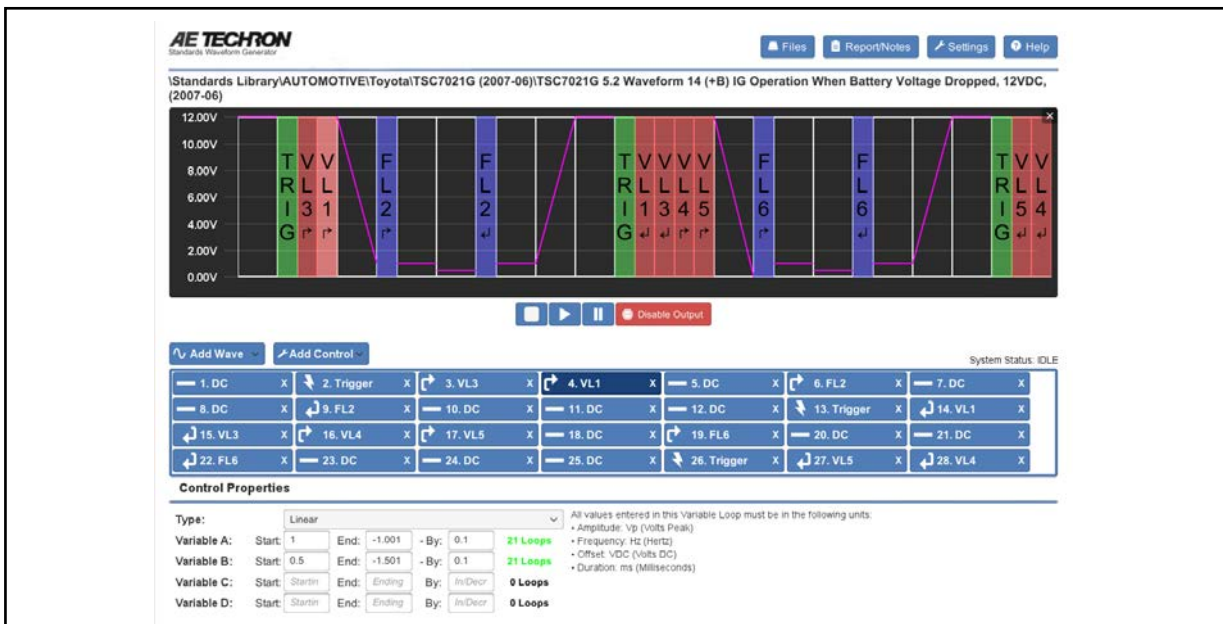 AE TECHRON
Standards Waveform Generator
Files
Report/Notes
Settings
Help
\Standards Library\AUTOMOTIVE\Toyota\TSC7021G (2007-06)\TSC7021G 5.2 Waveform 14 (+B) IG Operation When Battery Voltage Dropped, 12VDC,
(2007-06)
12.00V
10.00V
8.00V
6.00V
4.00V
2.00V
0.00V
TRIG VL3 VL1 FL2 FL2 TRIG VL1 VL3 VL4 VL5 FL6 FL6 TRIG VL5 VL4
Disable Output
Add Wave
Add Control
System Status: IDLE
1. DC X 2. Trigger X 3. VL3 X 4. VL1 X 5. DC X 6. FL2 X 7. DC X
8. DC X 9. FL2 X 10. DC X 11. DC X 12. DC X 13. Trigger X 14. VL1 X
15. VL3 X 16. VL4 X 17. VL5 X 18. DC X 19. FL6 X 20. DC X 21. DC X
22. FL6 X 23. DC X 24. DC X 25. DC X 26. Trigger X 27. VL5 X 28. VL4 X
Control Properties
Type: Linear
Variable A: Start: 1 End: -1.001 - By: 0.1 21 Loops
Variable B: Start: 0.5 End: -1.501 - By: 0.1 21 Loops
Variable C: Start: Startin End: Ending By: In/Decr 0 Loops
Variable D: Start: Startin End: Ending By: In/Decr 0 Loops
All values entered in this Variable Loop must be in the following units:
• Amplitude: Vp (Volts Peak)
• Frequency: Hz (Hertz)
• Offset: VDC (Volts DC)
• Duration: ms (Milliseconds)